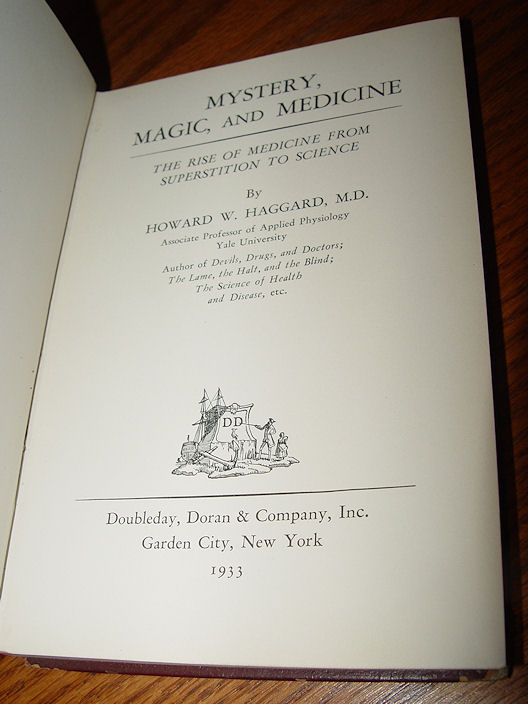 MYSTERY,
MAGIC, AND MEDICINE
THE RISE OF MEDICINE FROM
SUPERSTITION TO SCIENCE
By
HOWARD W. HAGGARD, M.D.
Associate Professor of Applied Physiology
Yale University
Author of Devils, Drugs, and Doctors;
The Lame, the Halt, and the Blind;
The Science of Health
and Disease, etc.
DD
Doubleday, Doran & Company, Inc.
Garden City, New York
1933